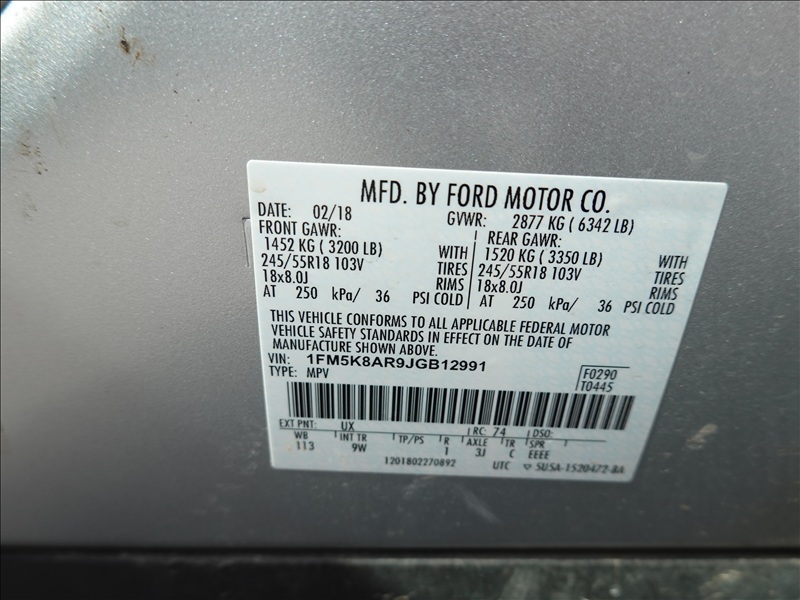 MFD. BY FORD MOTOR CO.
DATE: 02/18 GVWR: 2877 KG ( 6342 LB)
FRONT GAWR: REAR GAWR:
1452 KG ( 3200 LB) WITH 1520 KG ( 3350 LB) WITH
245/55R18 103V TIRES 245/55R18 103V TIRES
18x8.0J RIMS 18x8.0J RIMS
AT 250 kPa/ 36 PSI COLD AT 250 kPa/ 36 PSI COLD
THIS VEHICLE CONFORMS TO ALL APPLICABLE FEDERAL MOTOR
VEHICLE SAFETY STANDARDS IN EFFECT ON THE DATE OF
MANUFACTURE SHOWN ABOVE.
VIN: 1FM5K8AR9JGB12991
TYPE: MPV F0290
T0445
EXT PNT: UX RC: 74 DSO:
WB INT TR TP/PS R AXLE TR SPR
113 9W 1 3J C EEEE
1201802270892 UTC ▽ SU5A-1520472-BA